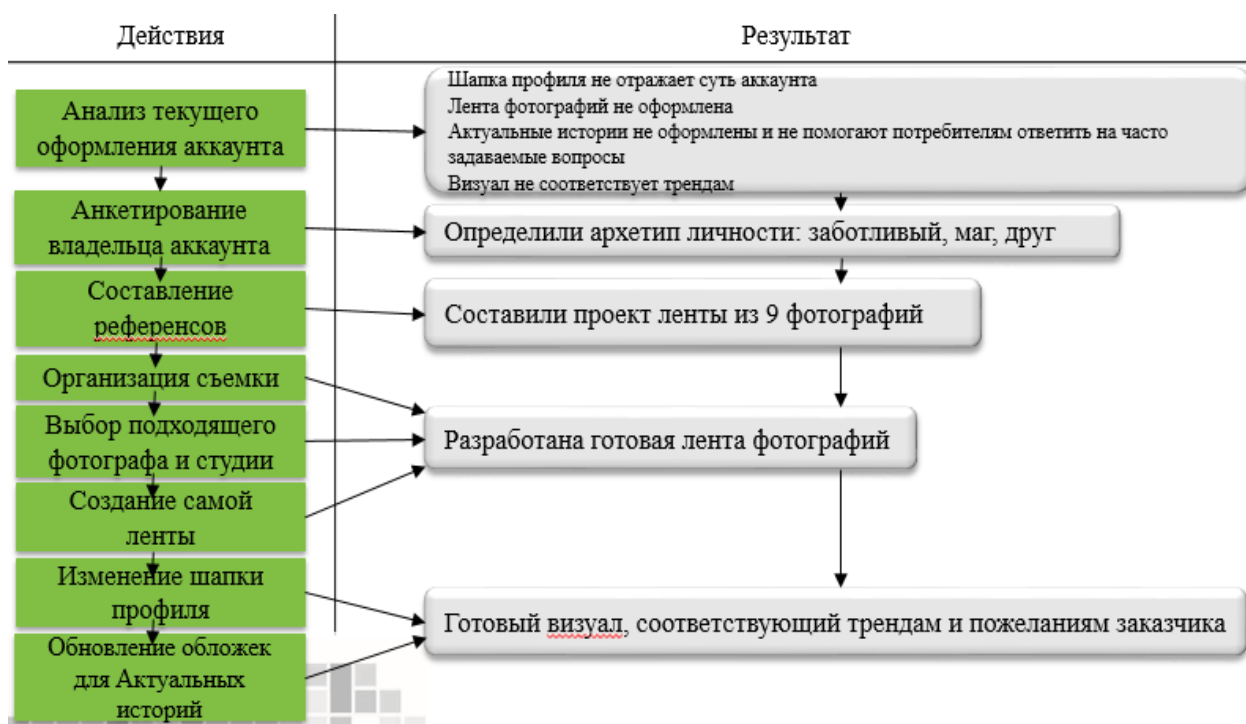 Действия
Результат
Анализ текущего
оформления аккаунта
Шапка профиля не отражает суть аккаунта
Лента фотографий не оформлена
Актуальные истории не оформлены и не помогают потребителям ответить на часто
задаваемые вопросы
Визуал не соответствует трендам
Анкетирование
владельца аккаунта
Определили архетип личности: заботливый, маг, друг
Составление
референсов
Составили проект ленты из 9 фотографий
Организация съемки
Выбор подходящего
фотографа и студии
Создание самой
ленты
Разработана готовая лента фотографий
Изменение шапки
профиля
Обновление обложек
для Актуальных
историй
Готовый визуал, соответствующий трендам и пожеланиям заказчика